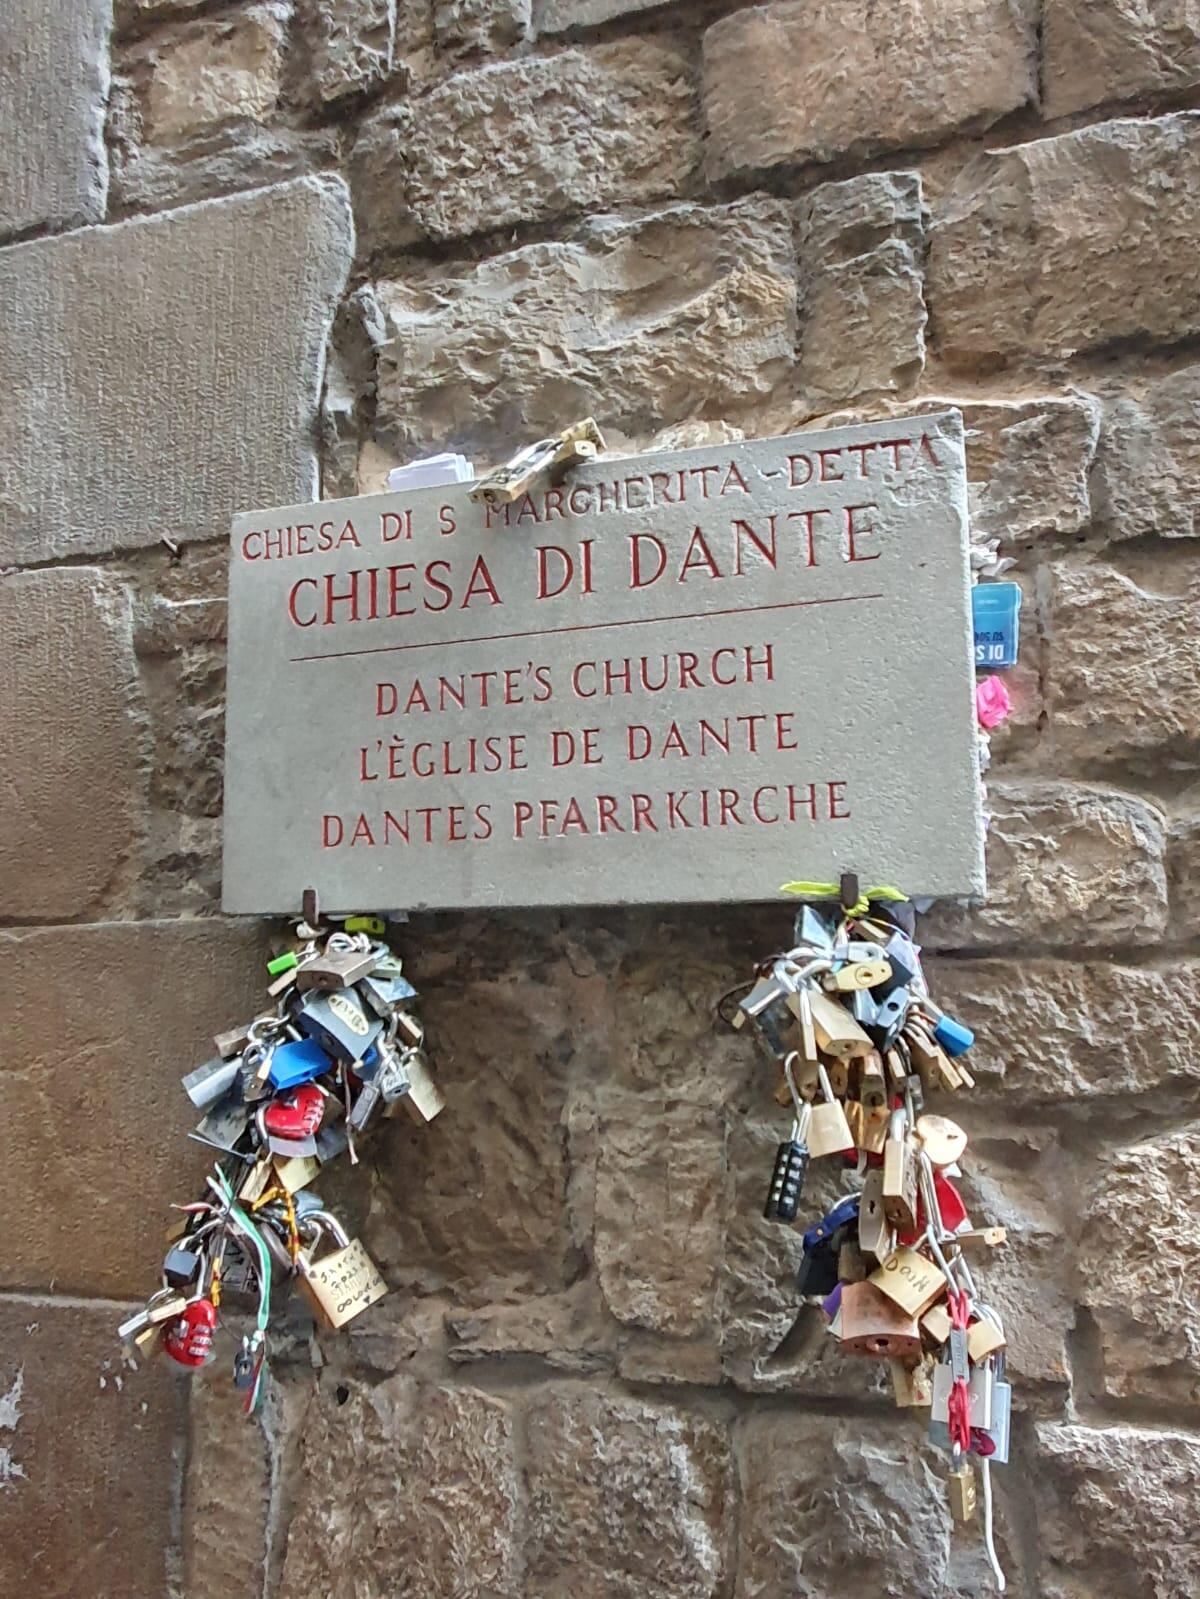 CHIESA DI S MARGHERITA - DETTA
CHIESA DI DANTE
DANTE'S CHURCH
L'ÈGLISE DE DANTE
DANTES PFARRKIRCHE